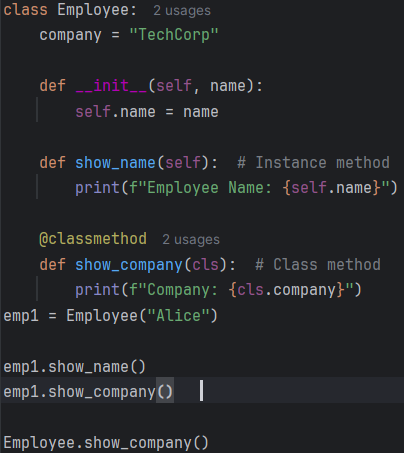 class Employee:  2 usages
    company = "TechCorp"

    def __init__(self, name):
        self.name = name

    def show_name(self):  # Instance method
        print(f"Employee Name: {self.name}")

    @classmethod  2 usages
    def show_company(cls):  # Class method
        print(f"Company: {cls.company}")
emp1 = Employee("Alice")

emp1.show_name()
emp1.show_company()

Employee.show_company()